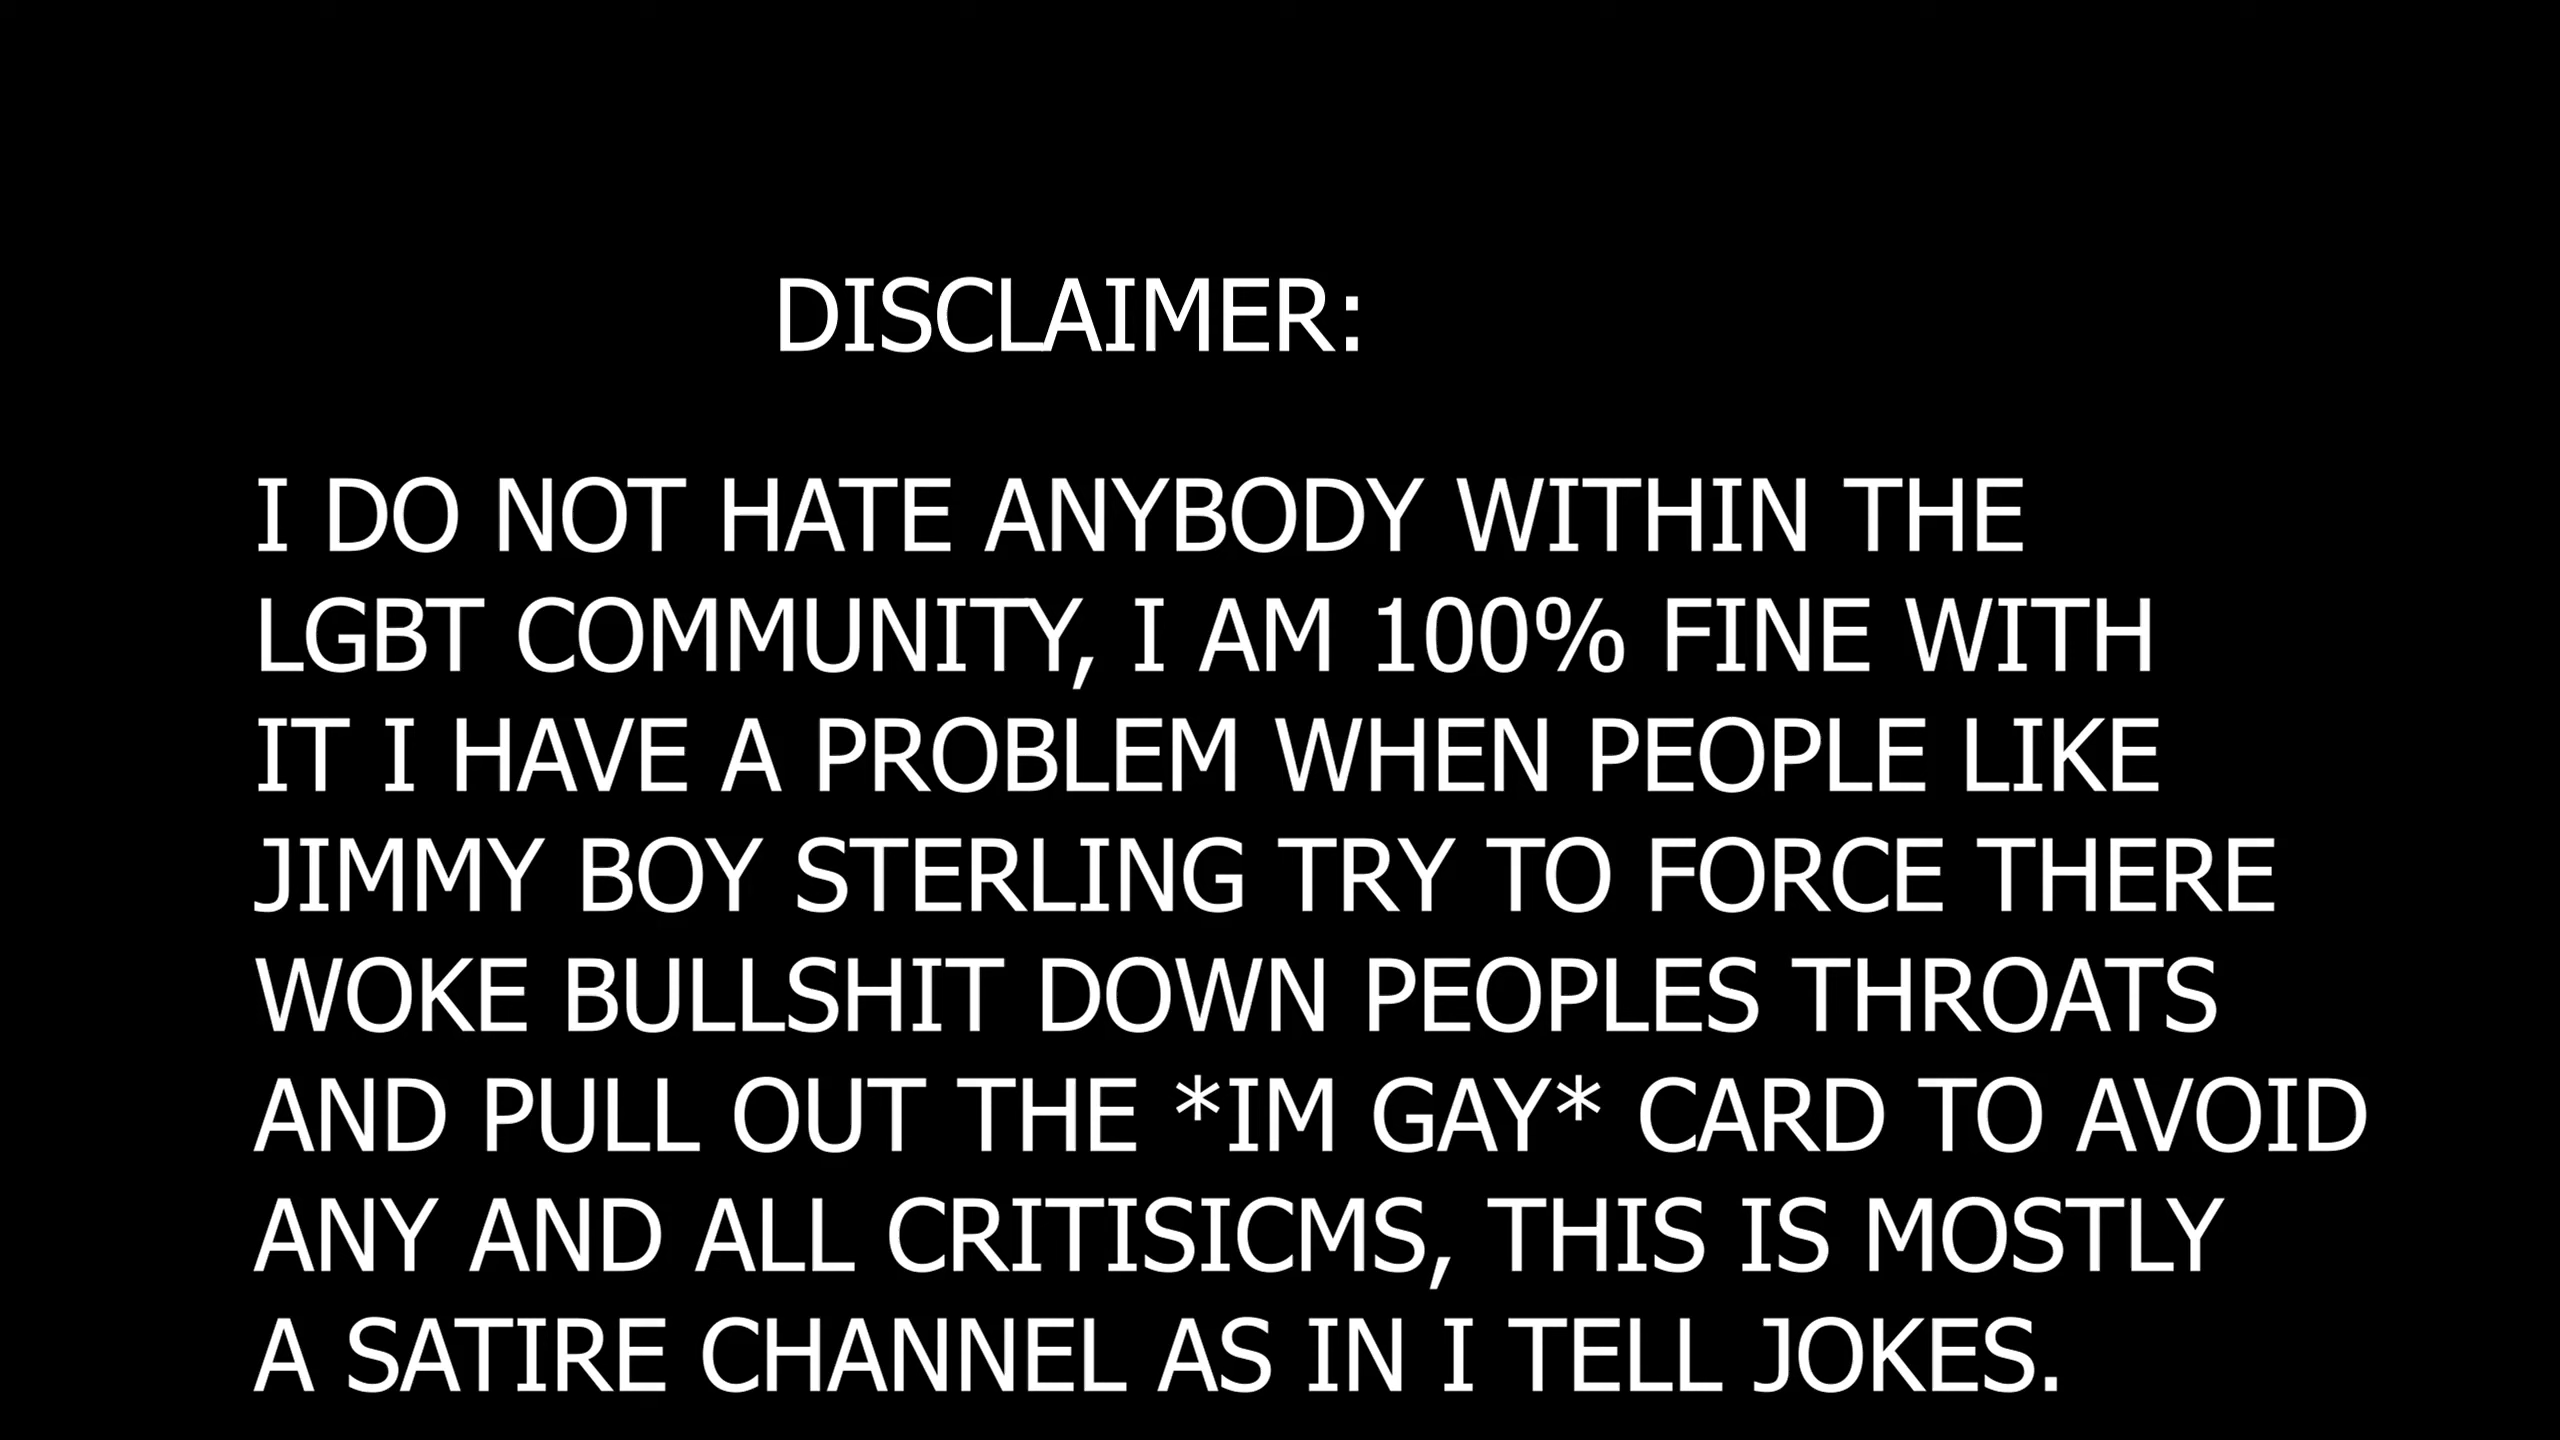 DISCLAIMER:
I DO NOT HATE ANYBODY WITHIN THE
LGBT COMMUNITY, I AM 100% FINE WITH
IT I HAVE A PROBLEM WHEN PEOPLE LIKE
JIMMY BOY STERLING TRY TO FORCE THERE
WOKE BULLSHIT DOWN PEOPLES THROATS
AND PULL OUT THE *IM GAY* CARD TO AVOID
ANY AND ALL CRITISICMS, THIS IS MOSTLY
A SATIRE CHANNEL AS IN I TELL JOKES.